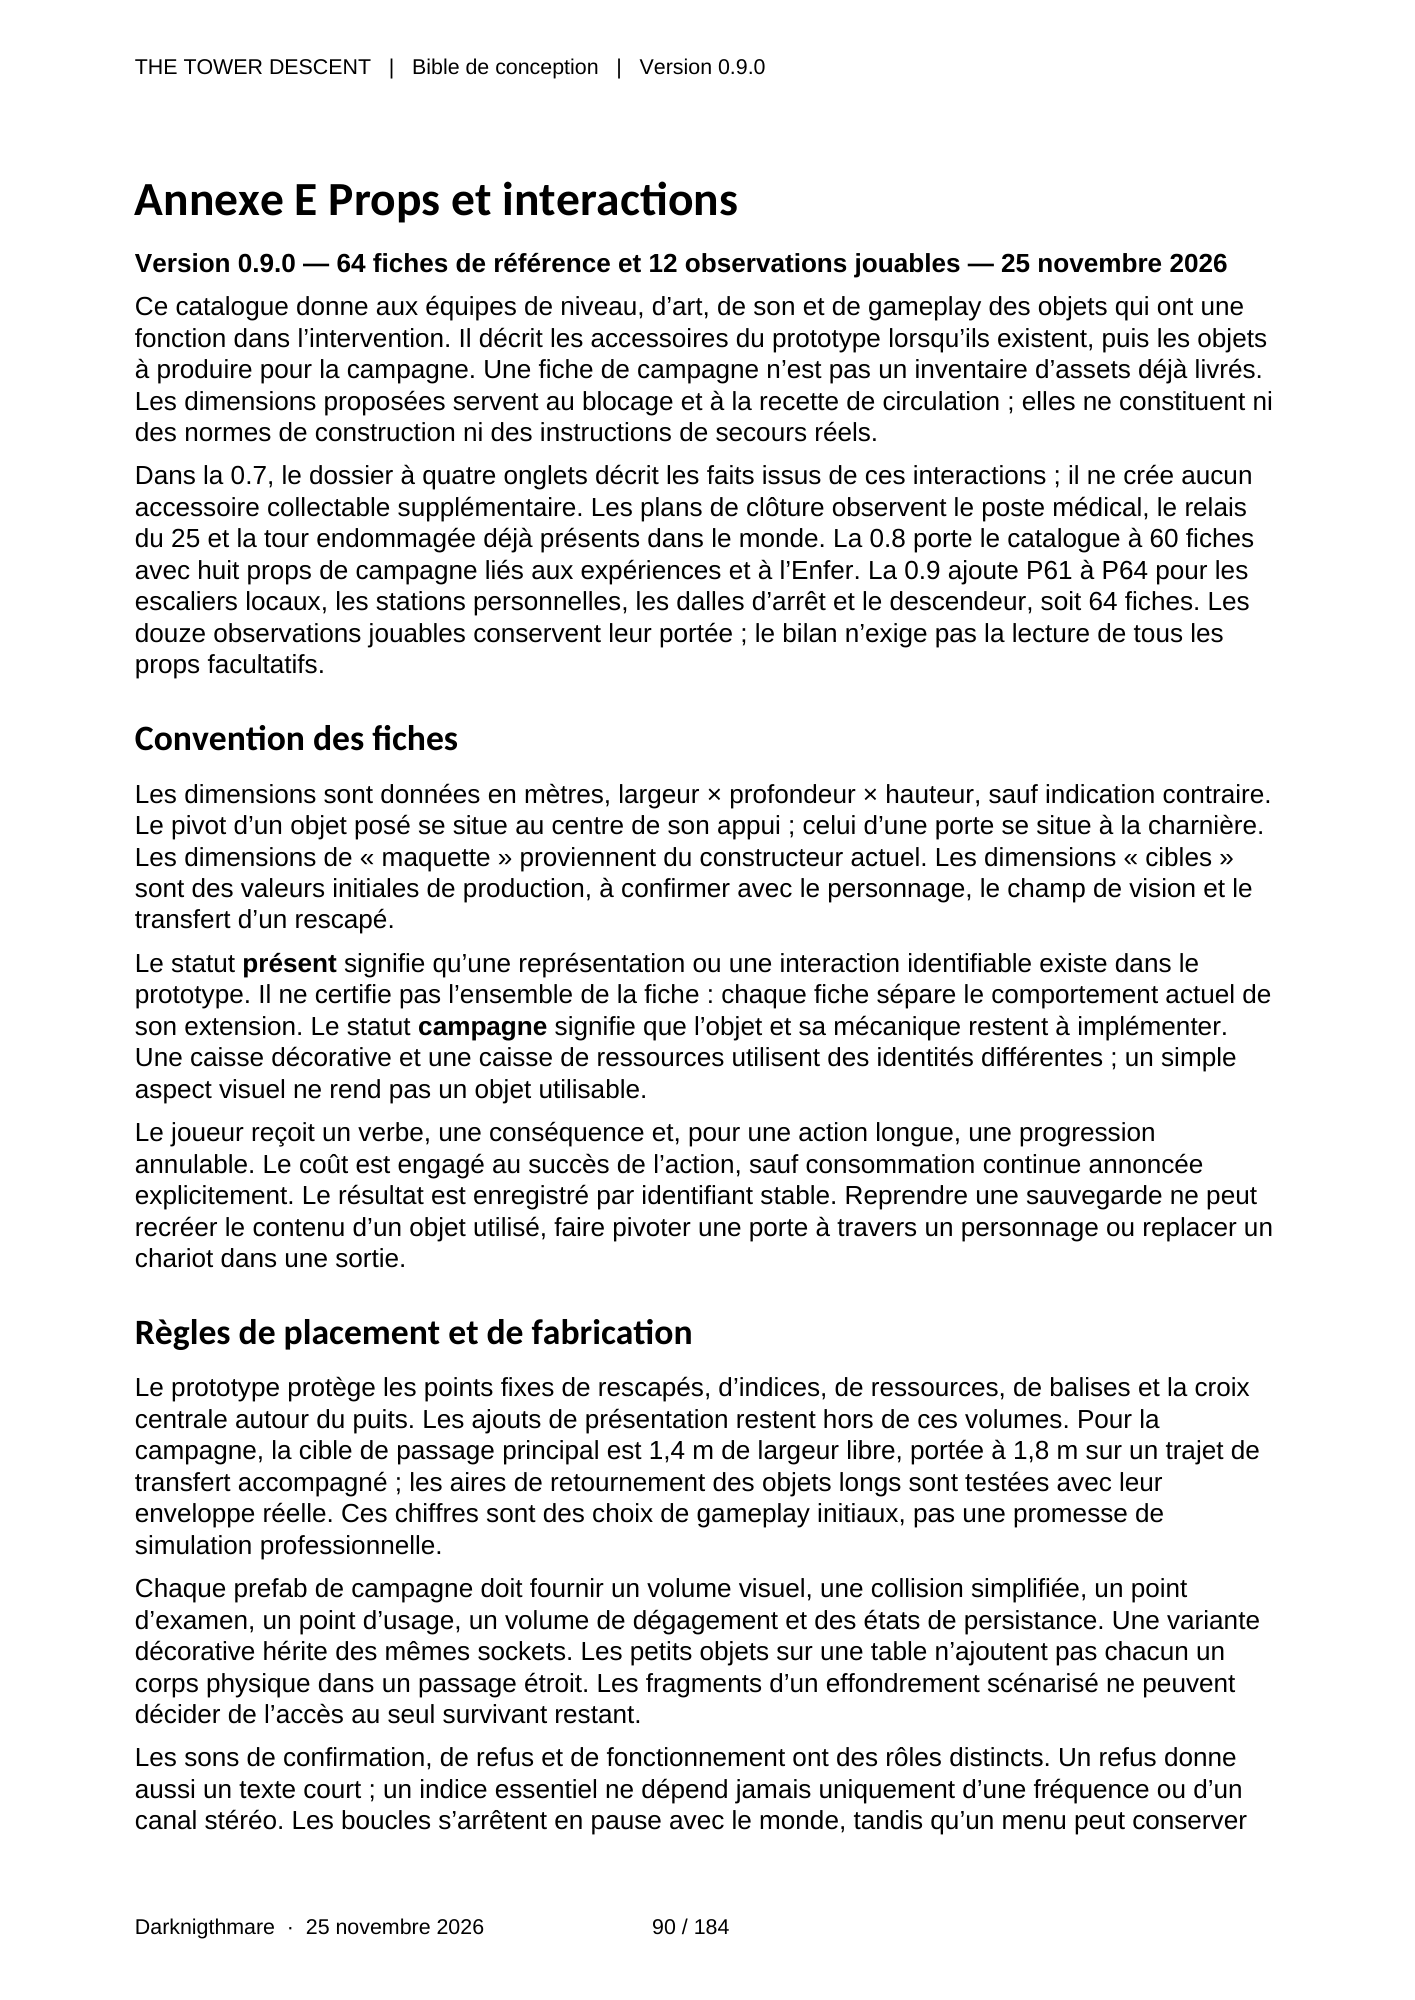 THE TOWER DESCENT | Bible de conception | Version 0.9.0
Annexe E Props et interactions
Version 0.9.0 — 64 fiches de référence et 12 observations jouables — 25 novembre 2026
Ce catalogue donne aux équipes de niveau, d’art, de son et de gameplay des objets qui ont une
fonction dans l’intervention. Il décrit les accessoires du prototype lorsqu’ils existent, puis les objets
à produire pour la campagne. Une fiche de campagne n’est pas un inventaire d’assets déjà livrés.
Les dimensions proposées servent au blocage et à la recette de circulation ; elles ne constituent ni
des normes de construction ni des instructions de secours réels.
Dans la 0.7, le dossier à quatre onglets décrit les faits issus de ces interactions ; il ne crée aucun
accessoire collectable supplémentaire. Les plans de clôture observent le poste médical, le relais
du 25 et la tour endommagée déjà présents dans le monde. La 0.8 porte le catalogue à 60 fiches
avec huit props de campagne liés aux expériences et à l’Enfer. La 0.9 ajoute P61 à P64 pour les
escaliers locaux, les stations personnelles, les dalles d’arrêt et le descendeur, soit 64 fiches. Les
douze observations jouables conservent leur portée ; le bilan n’exige pas la lecture de tous les
props facultatifs.
Convention des fiches
Les dimensions sont données en mètres, largeur × profondeur × hauteur, sauf indication contraire.
Le pivot d’un objet posé se situe au centre de son appui ; celui d’une porte se situe à la charnière.
Les dimensions de « maquette » proviennent du constructeur actuel. Les dimensions « cibles »
sont des valeurs initiales de production, à confirmer avec le personnage, le champ de vision et le
transfert d’un rescapé.
Le statut présent signifie qu’une représentation ou une interaction identifiable existe dans le
prototype. Il ne certifie pas l’ensemble de la fiche : chaque fiche sépare le comportement actuel de
son extension. Le statut campagne signifie que l’objet et sa mécanique restent à implémenter.
Une caisse décorative et une caisse de ressources utilisent des identités différentes ; un simple
aspect visuel ne rend pas un objet utilisable.
Le joueur reçoit un verbe, une conséquence et, pour une action longue, une progression
annulable. Le coût est engagé au succès de l’action, sauf consommation continue annoncée
explicitement. Le résultat est enregistré par identifiant stable. Reprendre une sauvegarde ne peut
recréer le contenu d’un objet utilisé, faire pivoter une porte à travers un personnage ou replacer un
chariot dans une sortie.
Règles de placement et de fabrication
Le prototype protège les points fixes de rescapés, d’indices, de ressources, de balises et la croix
centrale autour du puits. Les ajouts de présentation restent hors de ces volumes. Pour la
campagne, la cible de passage principal est 1,4 m de largeur libre, portée à 1,8 m sur un trajet de
transfert accompagné ; les aires de retournement des objets longs sont testées avec leur
enveloppe réelle. Ces chiffres sont des choix de gameplay initiaux, pas une promesse de
simulation professionnelle.
Chaque prefab de campagne doit fournir un volume visuel, une collision simplifiée, un point
d’examen, un point d’usage, un volume de dégagement et des états de persistance. Une variante
décorative hérite des mêmes sockets. Les petits objets sur une table n’ajoutent pas chacun un
corps physique dans un passage étroit. Les fragments d’un effondrement scénarisé ne peuvent
décider de l’accès au seul survivant restant.
Les sons de confirmation, de refus et de fonctionnement ont des rôles distincts. Un refus donne
aussi un texte court ; un indice essentiel ne dépend jamais uniquement d’une fréquence ou d’un
canal stéréo. Les boucles s’arrêtent en pause avec le monde, tandis qu’un menu peut conserver
Darknigthmare · 25 novembre 2026 90 / 184